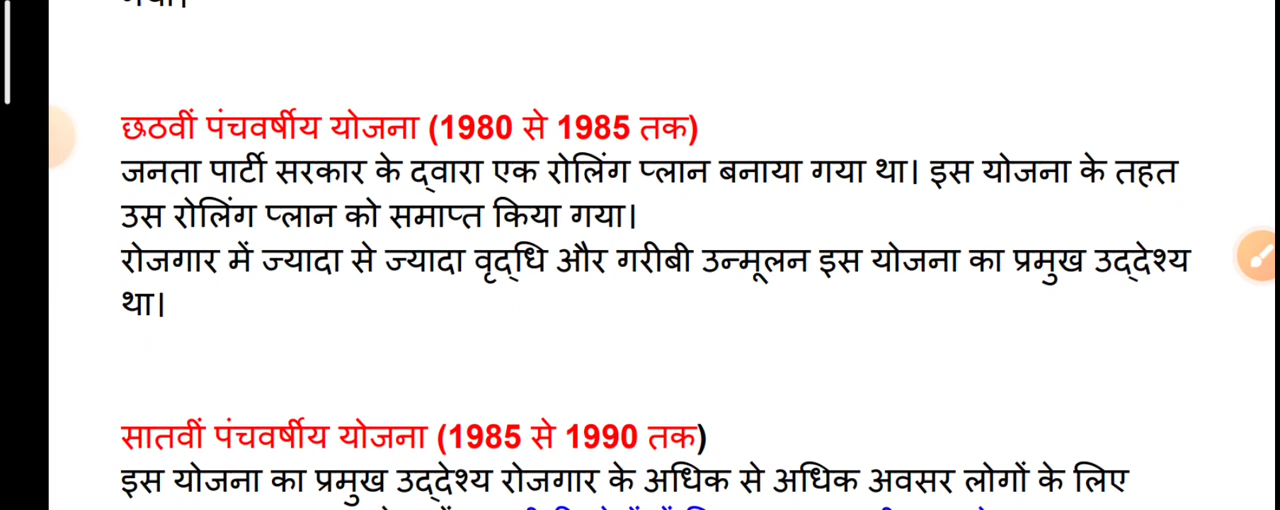 छठवीं पंचवर्षीय योजना (1980 से 1985 तक)
जनता पार्टी सरकार के द्वारा एक रोलिंग प्लान बनाया गया था। इस योजना के तहत
उस रोलिंग प्लान को समाप्त किया गया।
रोजगार में ज्यादा से ज्यादा वृद्धि और गरीबी उन्मूलन इस योजना का प्रमुख उद्देश्य
था।
सातवीं पंचवर्षीय योजना (1985 से 1990 तक)
इस योजना का प्रमुख उद्देश्य रोजगार के अधिक से अधिक अवसर लोगों के लिए